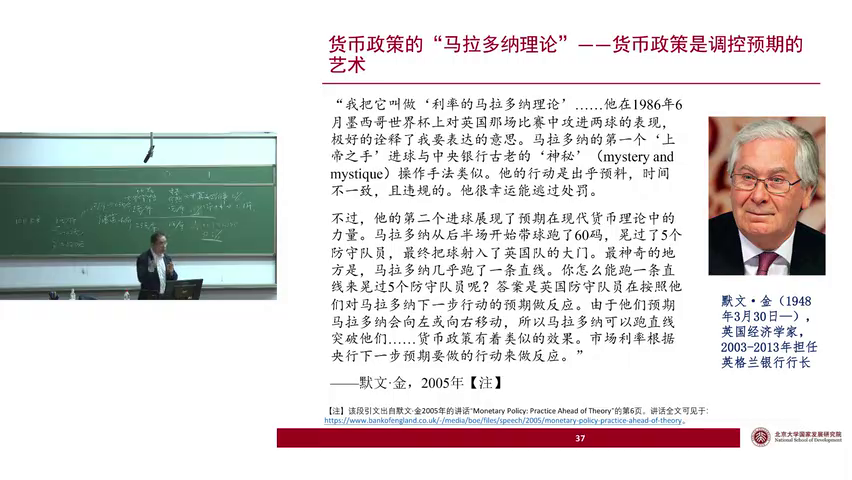 货币政策的“马拉多纳理论”——货币政策是调控预期的
艺术
“我把它叫做‘利率的马拉多纳理论’……他在1986年6
月墨西哥世界杯上对英国那场比赛中攻进两球的表现，
极好的诠释了我要表达的意思。马拉多纳的第一个‘上
帝之手’进球与中央银行古老的‘神秘’（mystery and
mystique）操作手法类似。他的行动是出乎预料，时间
不一致，且违规的。他很幸运能逃过处罚。
不过，他的第二个进球展现了预期在现代货币理论中的
力量。马拉多纳从后半场开始带球跑了60码，晃过了5个
防守队员，最终把球射入了英国队的大门。最神奇的地
方是，马拉多纳几乎跑了一条直线。你怎么能跑一条直
线来晃过5个防守队员呢？答案是英国防守队员在按照他
们对马拉多纳下一步行动的预期做反应。由于他们预期
马拉多纳会向左或向右移动，所以马拉多纳可以跑直线
突破他们……货币政策有着类似的效果。市场利率根据
央行下一步预期要做的行动来做反应。”
——默文·金，2005年【注】
默文·金（1948
年3月30日—），
英国经济学家，
2003-2013年担任
英格兰银行行长
【注】该段引文出自默文·金2005年的讲话“Monetary Policy: Practice Ahead of Theory”的第6页。讲话全文可见于：
https://www.bankofengland.co.uk/-/media/boe/files/speech/2005/monetary-policy-practice-ahead-of-theory。
37
北京大学国家发展研究院
National School of Development